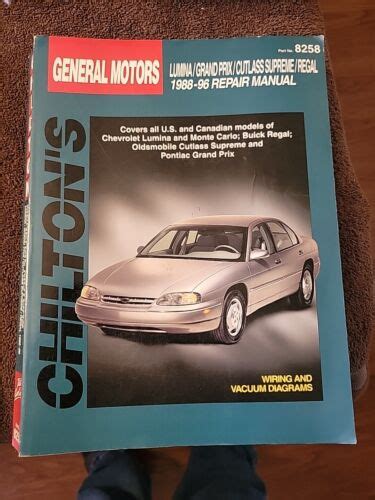 Part No. 8258
GENERAL MOTORS
LUMINA/GRAND PRIX/CUTLASS SUPREME/REGAL
1988-96 REPAIR MANUAL
Covers all U.S. and Canadian models of
Chevrolet Lumina and Monte Carlo; Buick Regal;
Oldsmobile Cutlass Supreme and
Pontiac Grand Prix
CHILTON'S
WIRING AND
VACUUM DIAGRAMS